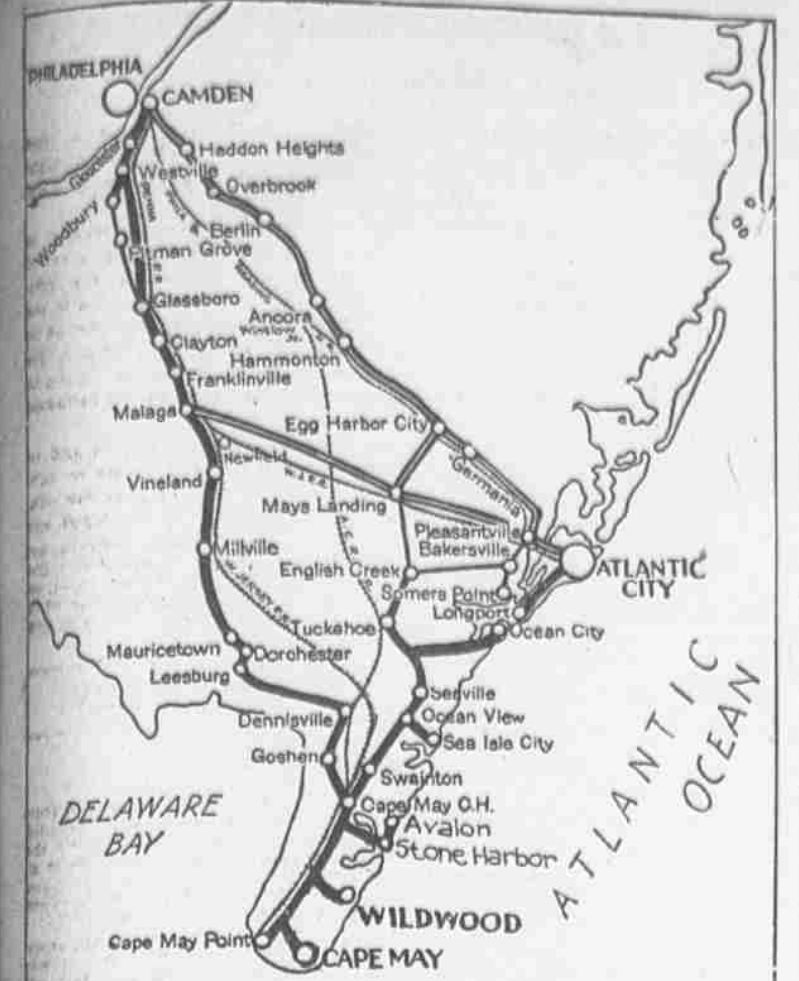 PHILADELPHIA
CAMDEN
Haddon Heights
Gloucester
Westville
Overbrook
Woodbury
Berlin
Pitman Grove
Glassboro
Ancora
Winslow Jc.
Clayton
Hammonton
Franklinville
Malaga
Egg Harbor City
Newfield
W.J.R.R.
Germania
Vineland
Mays Landing
Pleasantville
A.C.R.R.
Bakersville
Millville
English Creek
ATLANTIC
CITY
W. JERSEY R.R.
Somers Point
Longport
Tuckahoe
Ocean City
Mauricetown
Dorchester
Leesburg
Seaville
Dennisville
Ocean View
Sea Isle City
Goshen
Swainton
DELAWARE
BAY
Cape May C.H.
Avalon
Stone Harbor
ATLANTIC
OCEAN
WILDWOOD
Cape May Point
CAPE MAY